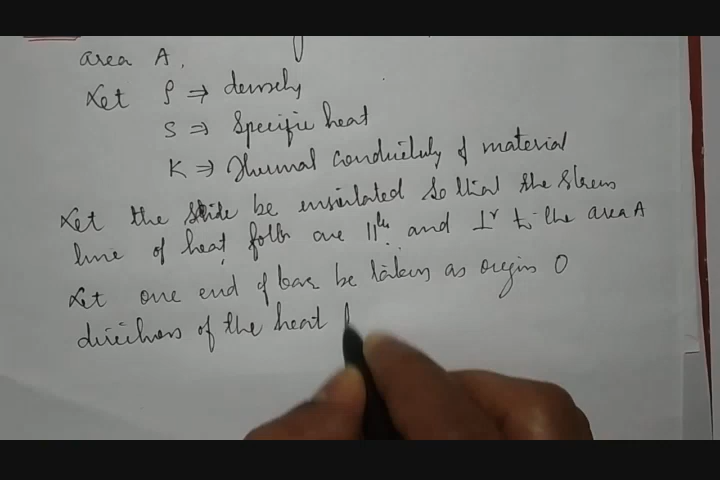 area A.
Let ρ ⇒ density
S ⇒ Specific heat
K ⇒ Thermal conductivity of material
Let the side be insulated so that the stream
line of heat are ||le and ⊥r to the area A
Let one end of bar be taken as origin O
directions of the heat f